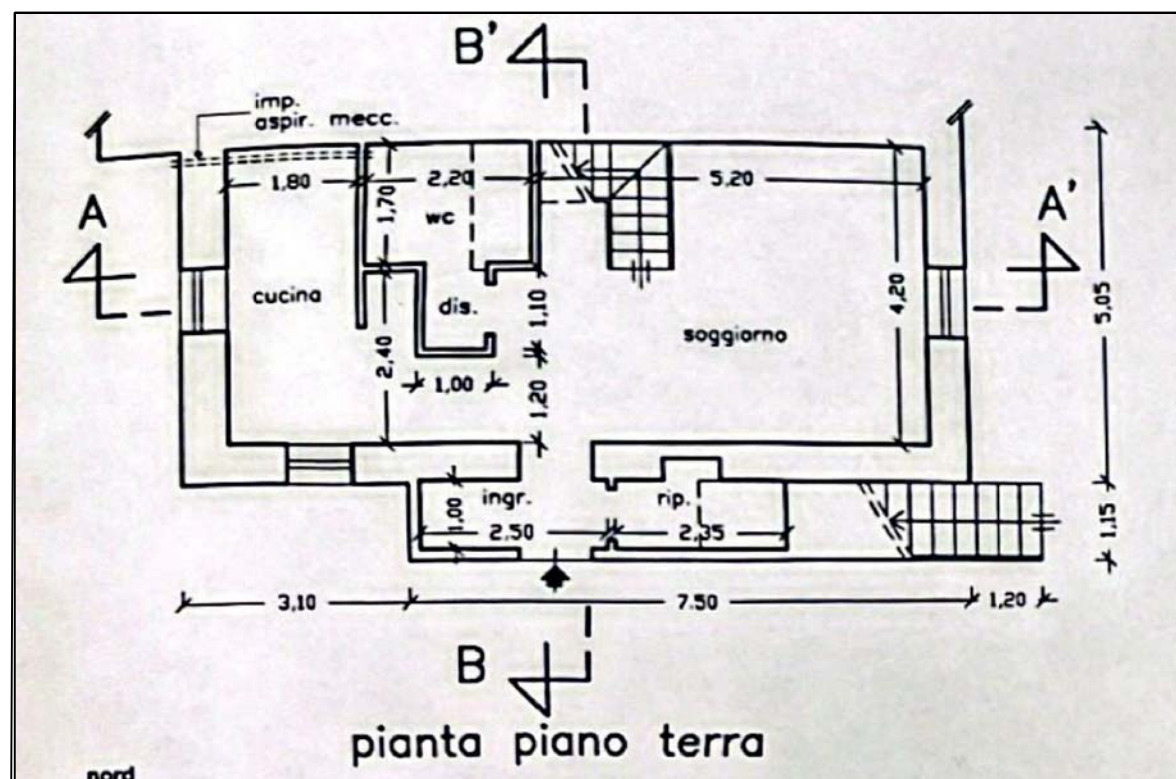 B'
imp.
aspir. mecc.
1,80
2,20
5,20
A
A'
1,70
wc
cucina
dis.
1,10
soggiorno
4,20
5,05
2,40
1,00
1,20
ingr.
rip.
1,00
2,50
2,35
1,15
3,10
7.50
1,20
B
pianta piano terra
nord